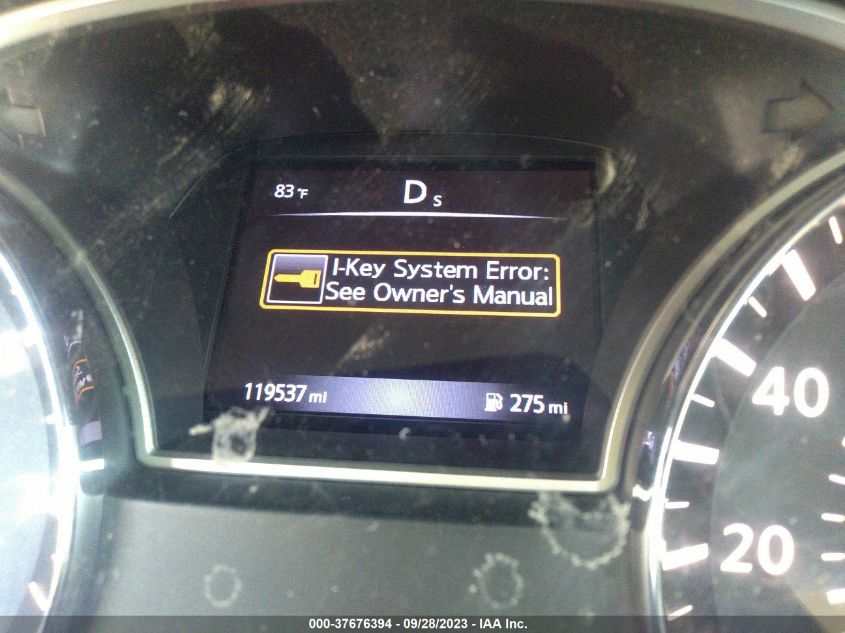 83°F
D S
I-Key System Error:
See Owner's Manual
119537 mi
275 mi
40
20
000-37676394 - 09/28/2023 - IAA Inc.